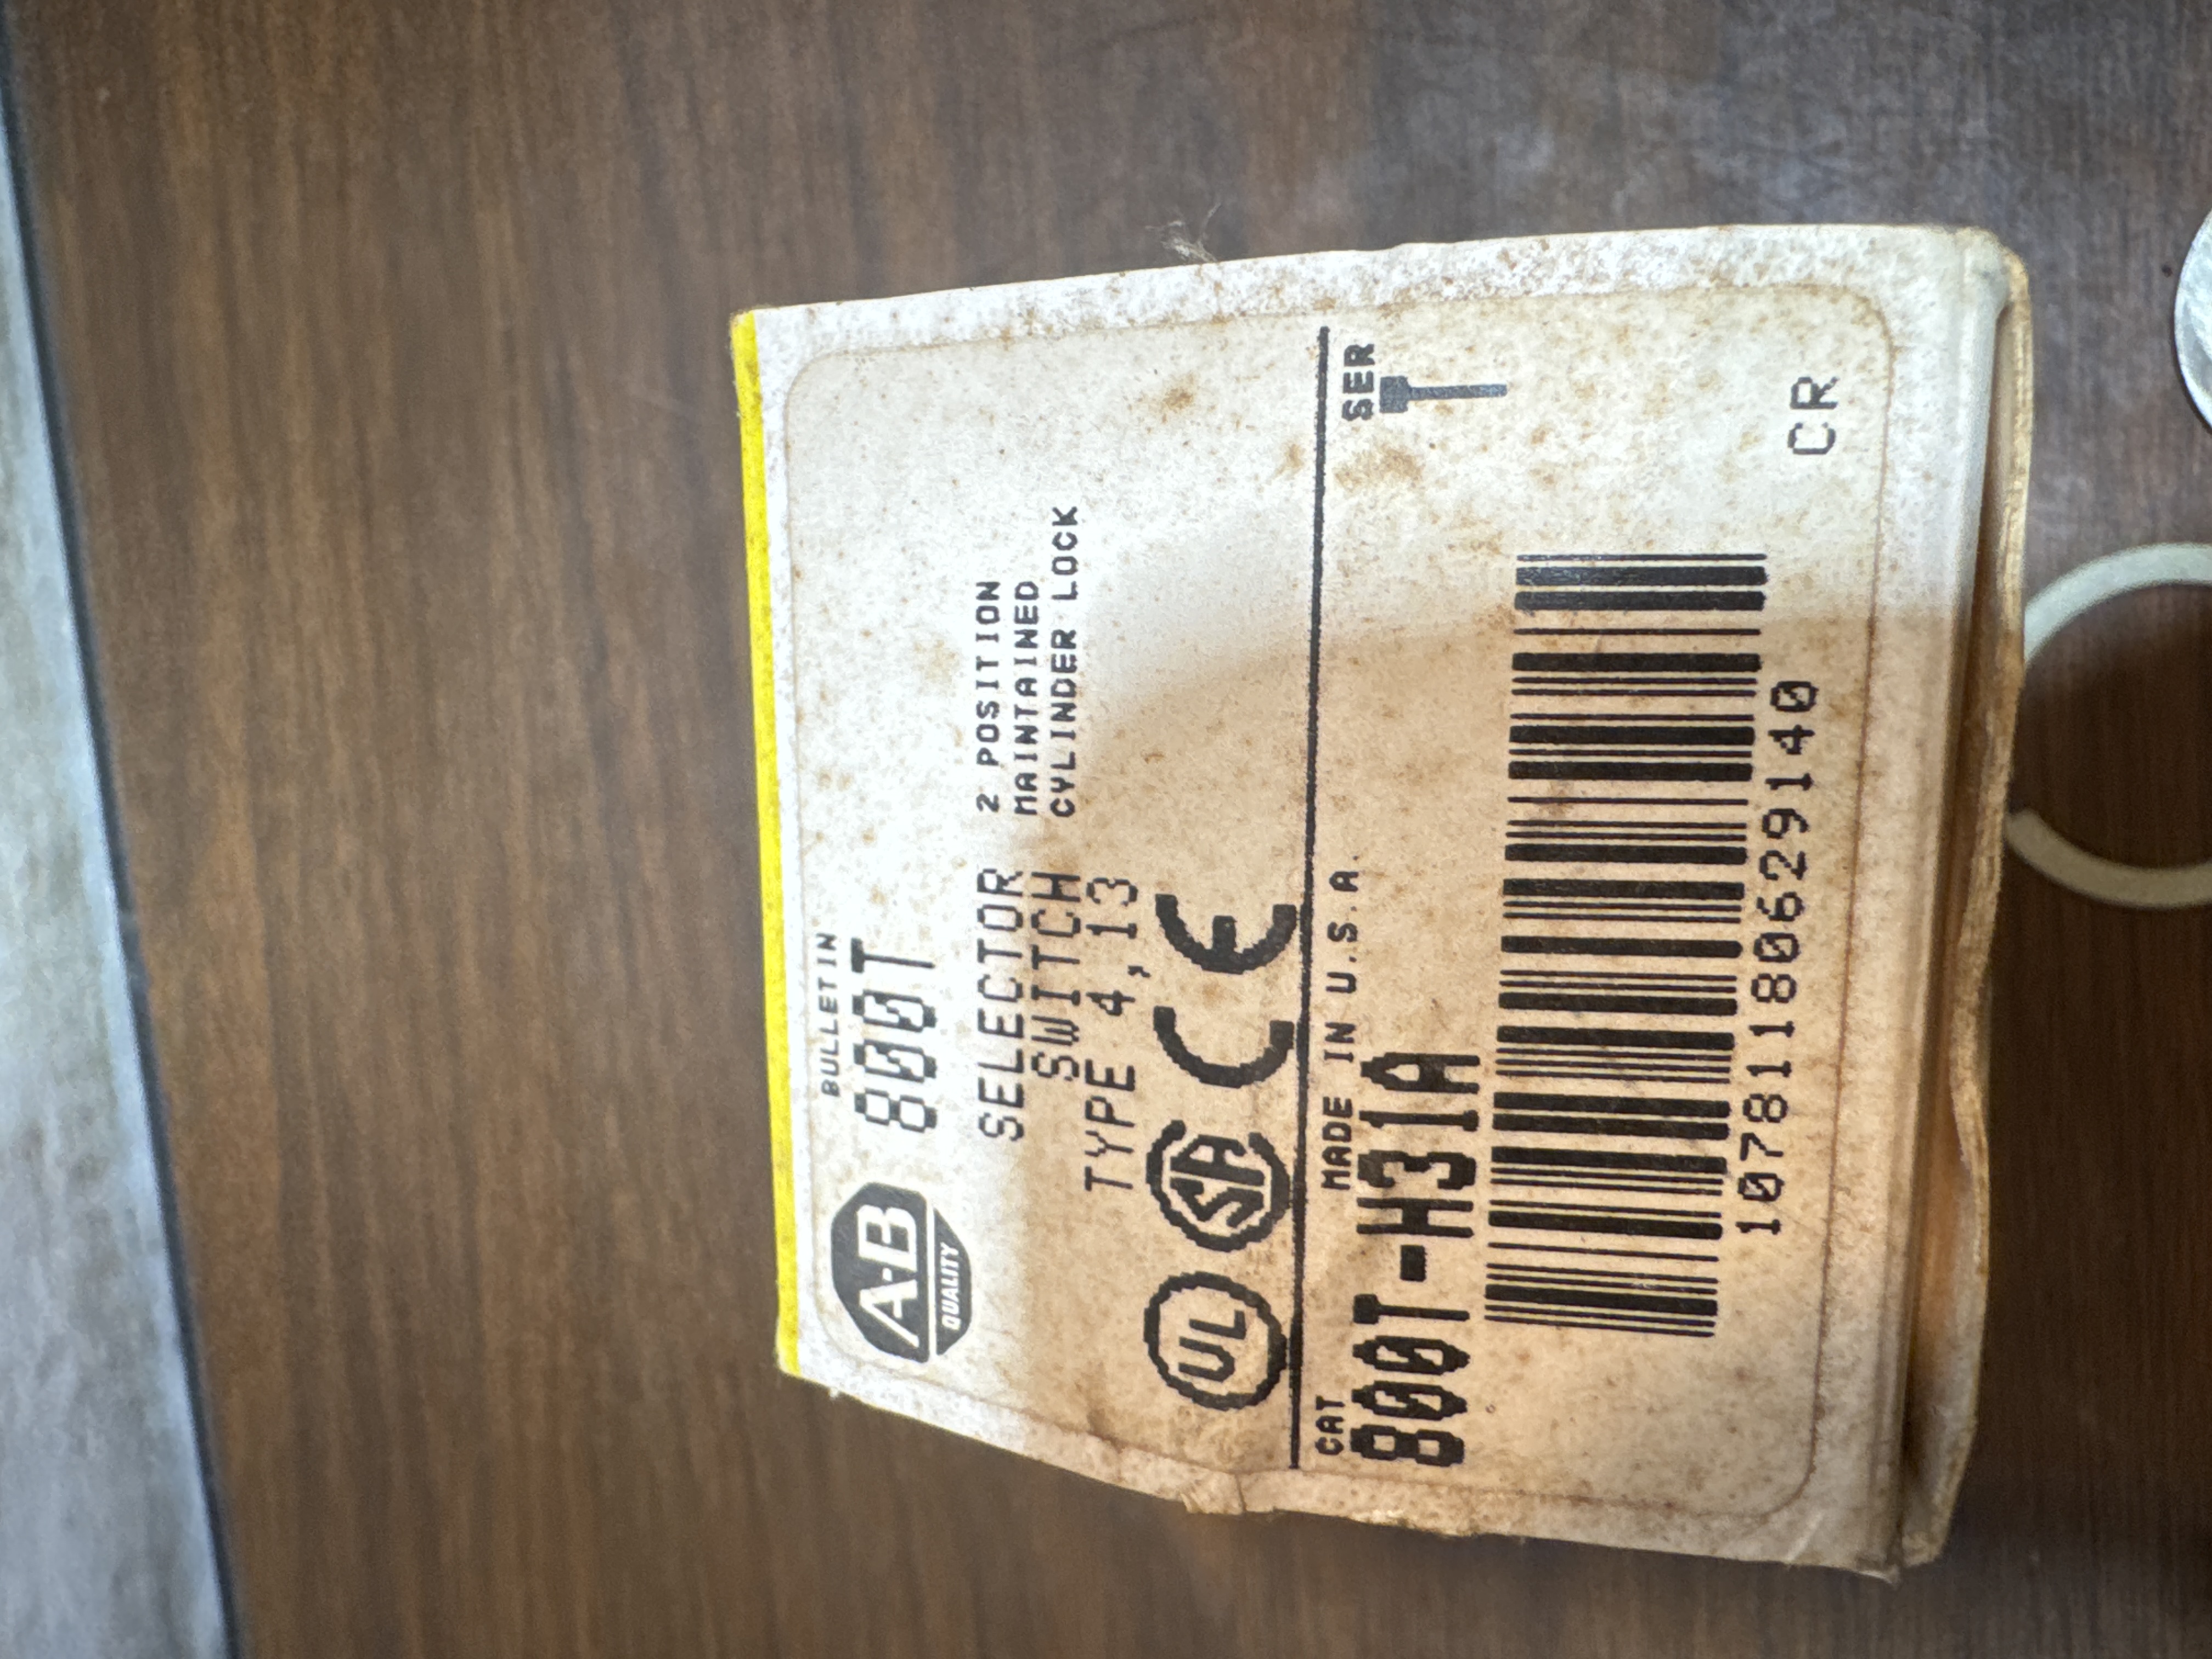 A-B
QUALITY
BULLETIN
800T
SELECTOR
SWITCH
TYPE 4,13
2 POSITION
MAINTAINED
CYLINDER LOCK
UL
SA
CE
MADE IN U.S.A.
CAT
800T-H31A
SER
T
10781180629140
CR